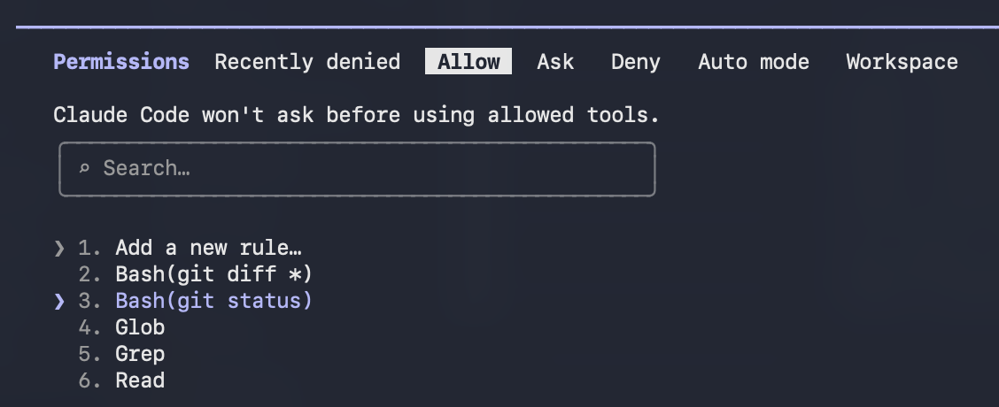 Permissions  Recently denied  Allow  Ask  Deny  Auto mode  Workspace
Claude Code won't ask before using allowed tools.
⌕ Search…
❯ 1. Add a new rule…
2. Bash(git diff *)
❯ 3. Bash(git status)
4. Glob
5. Grep
6. Read